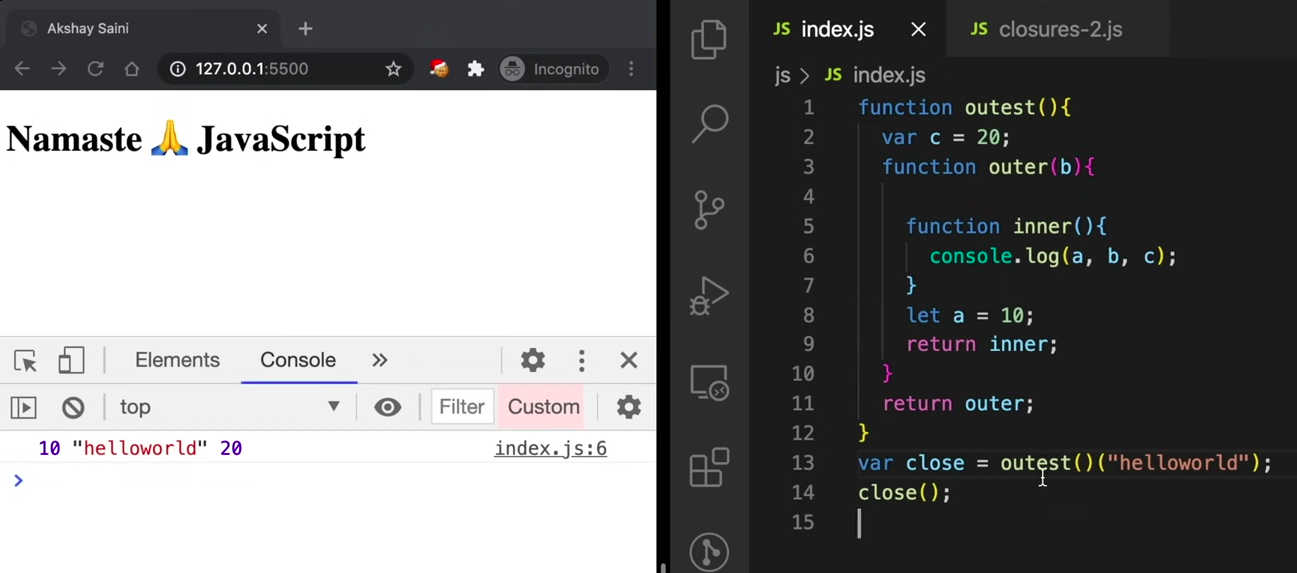 Akshay Saini
127.0.0.1:5500
Incognito
Namaste 🙏 JavaScript
Elements Console »
top Filter Custom
10 "helloworld" 20 index.js:6
>
JS index.js
JS closures-2.js
js > JS index.js
1 function outest(){
2 var c = 20;
3 function outer(b){
4
5 function inner(){
6 console.log(a, b, c);
7 }
8 let a = 10;
9 return inner;
10 }
11 return outer;
12 }
13 var close = outest()("helloworld");
14 close();
15